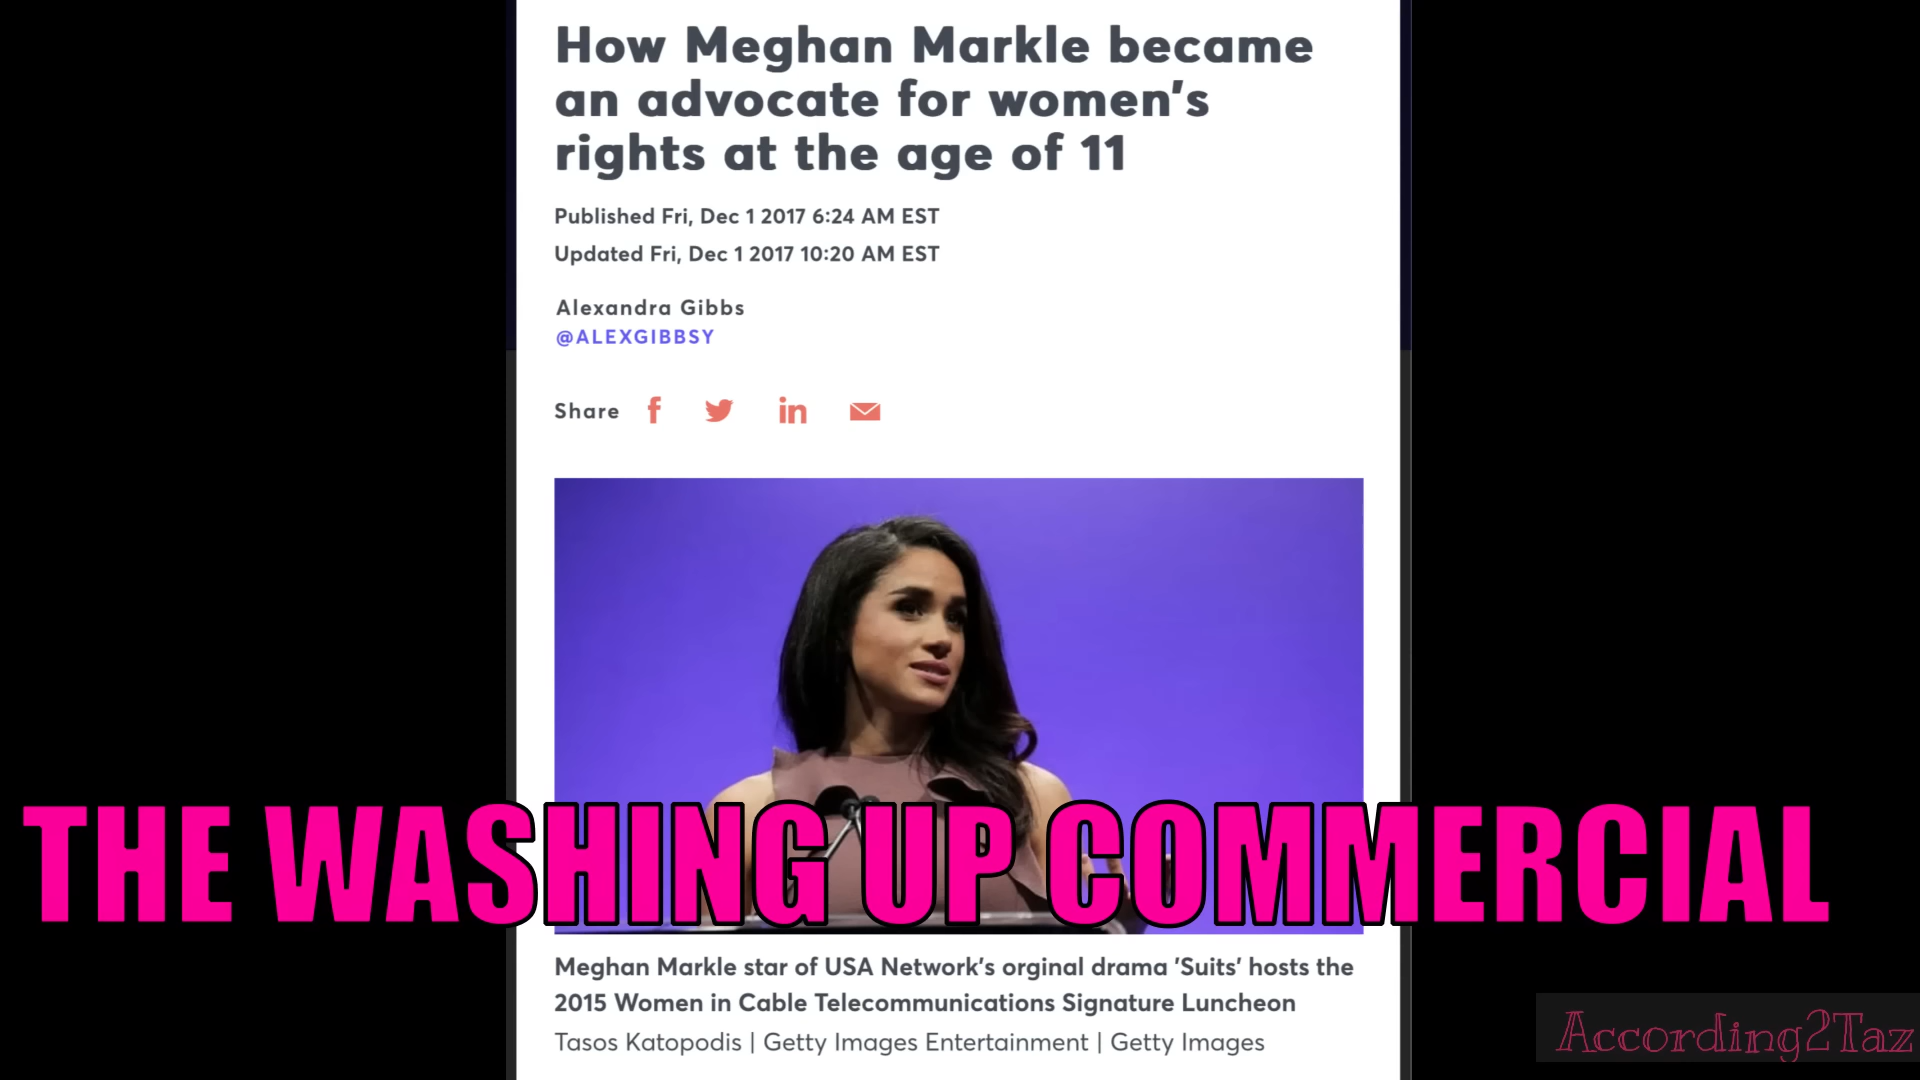 How Meghan Markle became
an advocate for women's
rights at the age of 11
Published Fri, Dec 1 2017 6:24 AM EST
Updated Fri, Dec 1 2017 10:20 AM EST
Alexandra Gibbs
@ALEXGIBBSY
Share
THE WASHING UP COMMERCIAL
Meghan Markle star of USA Network's orginal drama 'Suits' hosts the
2015 Women in Cable Telecommunications Signature Luncheon
Tasos Katopodis | Getty Images Entertainment | Getty Images
According2Taz